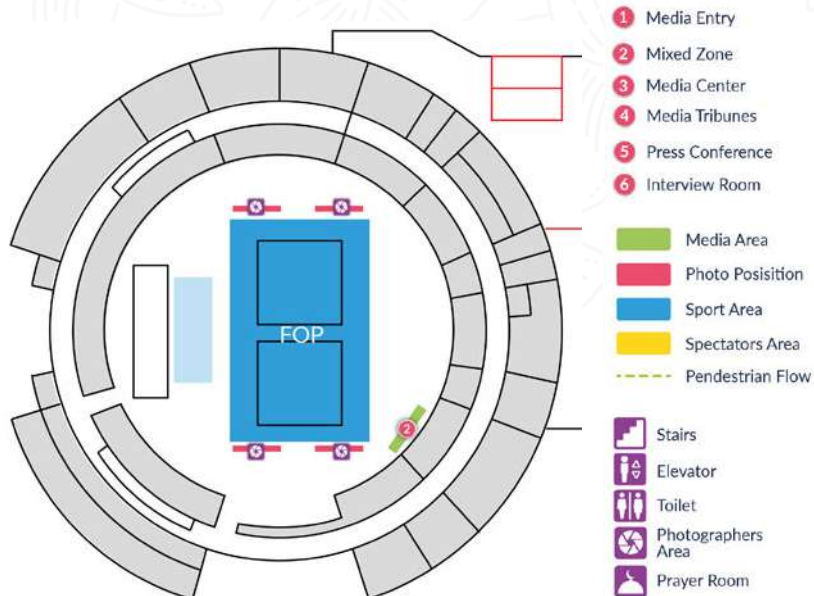 1 Media Entry
2 Mixed Zone
3 Media Center
4 Media Tribunes
5 Press Conference
6 Interview Room
Media Area
Photo Posisition
Sport Area
Spectators Area
Pendestrian Flow
Stairs
Elevator
Toilet
Photographers
Area
Prayer Room
FOP
2